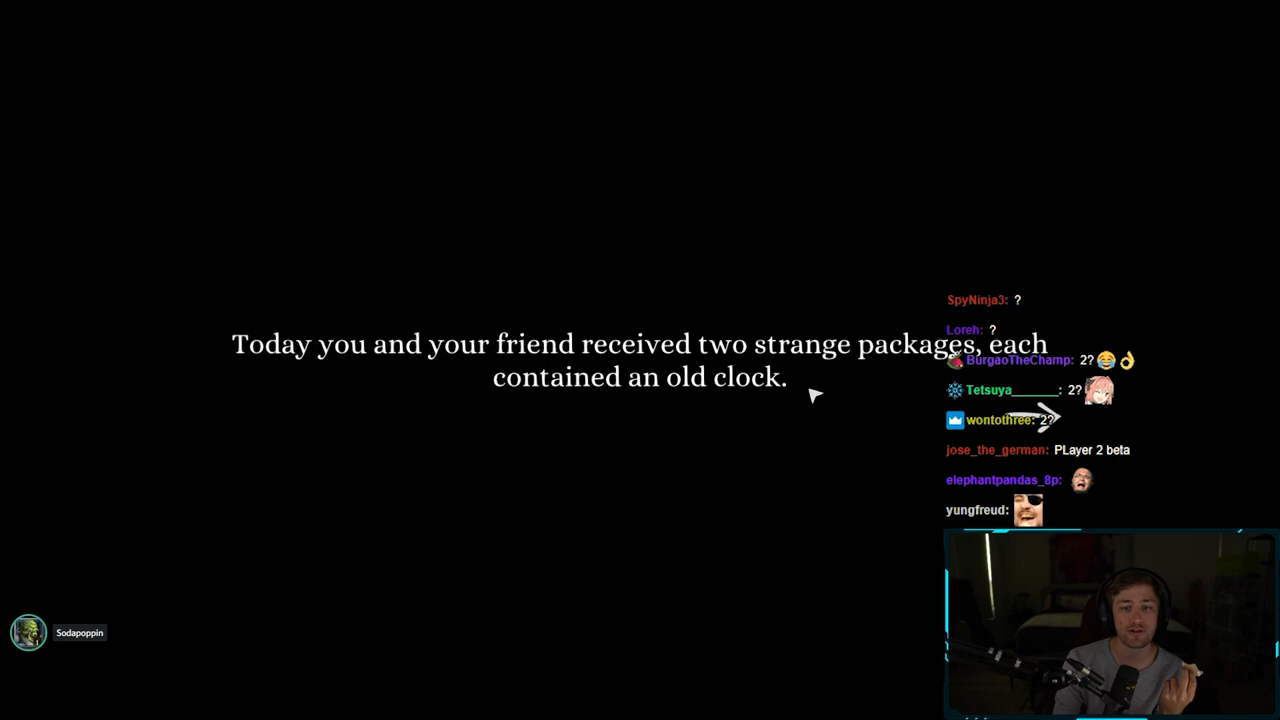 Today you and your friend received two strange packages, each
contained an old clock.
SpyNinja3: ?
Loreh: ?
BurgaoTheChamp: 2?😂👌
Tetsuya______: 2?
wontothree: 2?
jose_the_german: PLayer 2 beta
elephantpandas_8p:
yungfreud:
Sodapoppin